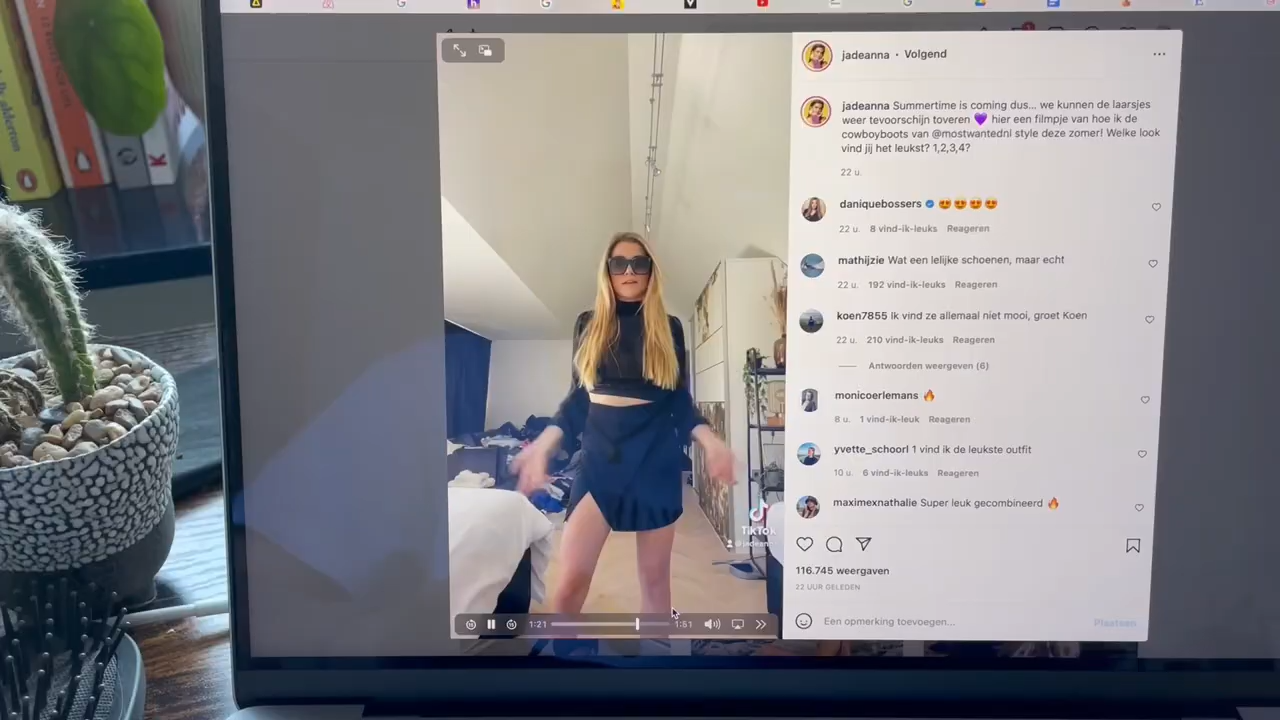 jadeanna • Volgend
jadeanna Summertime is coming dus... we kunnen de laarsjes
weer tevoorschijn toveren 💜 hier een filmpje van hoe ik de
cowboyboots van @mostwantednl style deze zomer! Welke look
vind jij het leukst? 1,2,3,4?
22 u.
daniquebossers 😍😍😍😍
22 u. 8 vind-ik-leuks Reageren
mathijzie Wat een lelijke schoenen, maar echt
22 u. 192 vind-ik-leuks Reageren
koen7855 Ik vind ze allemaal niet mooi, groet Koen
22 u. 210 vind-ik-leuks Reageren
Antwoorden weergeven (6)
monicoerlemans 🔥
8 u. 1 vind-ik-leuk Reageren
yvette_schoorl 1 vind ik de leukste outfit
10 u. 6 vind-ik-leuks Reageren
maximexnathalie Super leuk gecombineerd 🔥
116.745 weergaven
22 UUR GELEDEN
Een opmerking toevoegen...
Plaatsen
TikTok
1:21
1:51